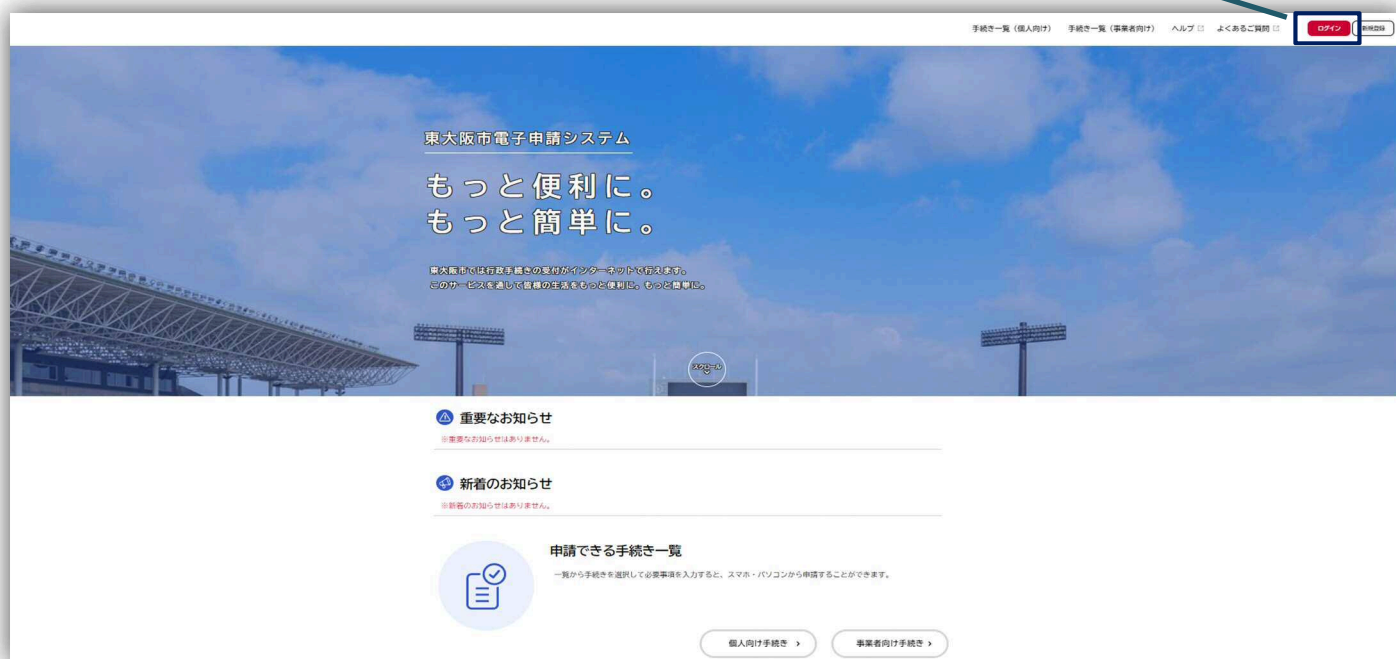 手続き一覧（個人向け）
手続き一覧（事業者向け）
ヘルプ
よくあるご質問
ログイン
新規登録
東大阪市電子申請システム
もっと便利に。
もっと簡単に。
東大阪市では行政手続きの受付がインターネットで行えます。
このサービスを通して皆様の生活をもっと便利に。もっと簡単に。
スクロール
重要なお知らせ
※重要なお知らせはありません。
新着のお知らせ
※新着のお知らせはありません。
申請できる手続き一覧
一覧から手続きを選択して必要事項を入力すると、スマホ・パソコンから申請することができます。
個人向け手続き
事業者向け手続き